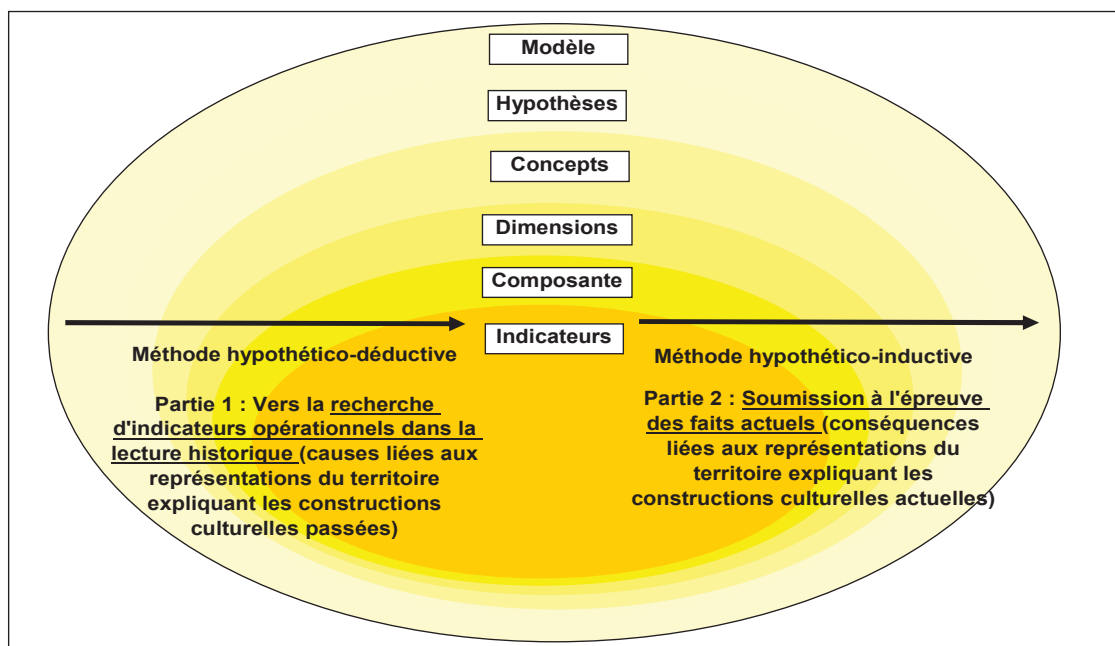 Modèle
Hypothèses
Concepts
Dimensions
Composante
Indicateurs
Méthode hypothético-déductive
Partie 1 : Vers la recherche
d'indicateurs opérationnels dans la
lecture historique (causes liées aux
représentations du territoire
expliquant les constructions
culturelles passées)
Méthode hypothético-inductive
Partie 2 : Soumission à l'épreuve
des faits actuels (conséquences
liées aux représentations du
territoire expliquant les
constructions culturelles actuelles)